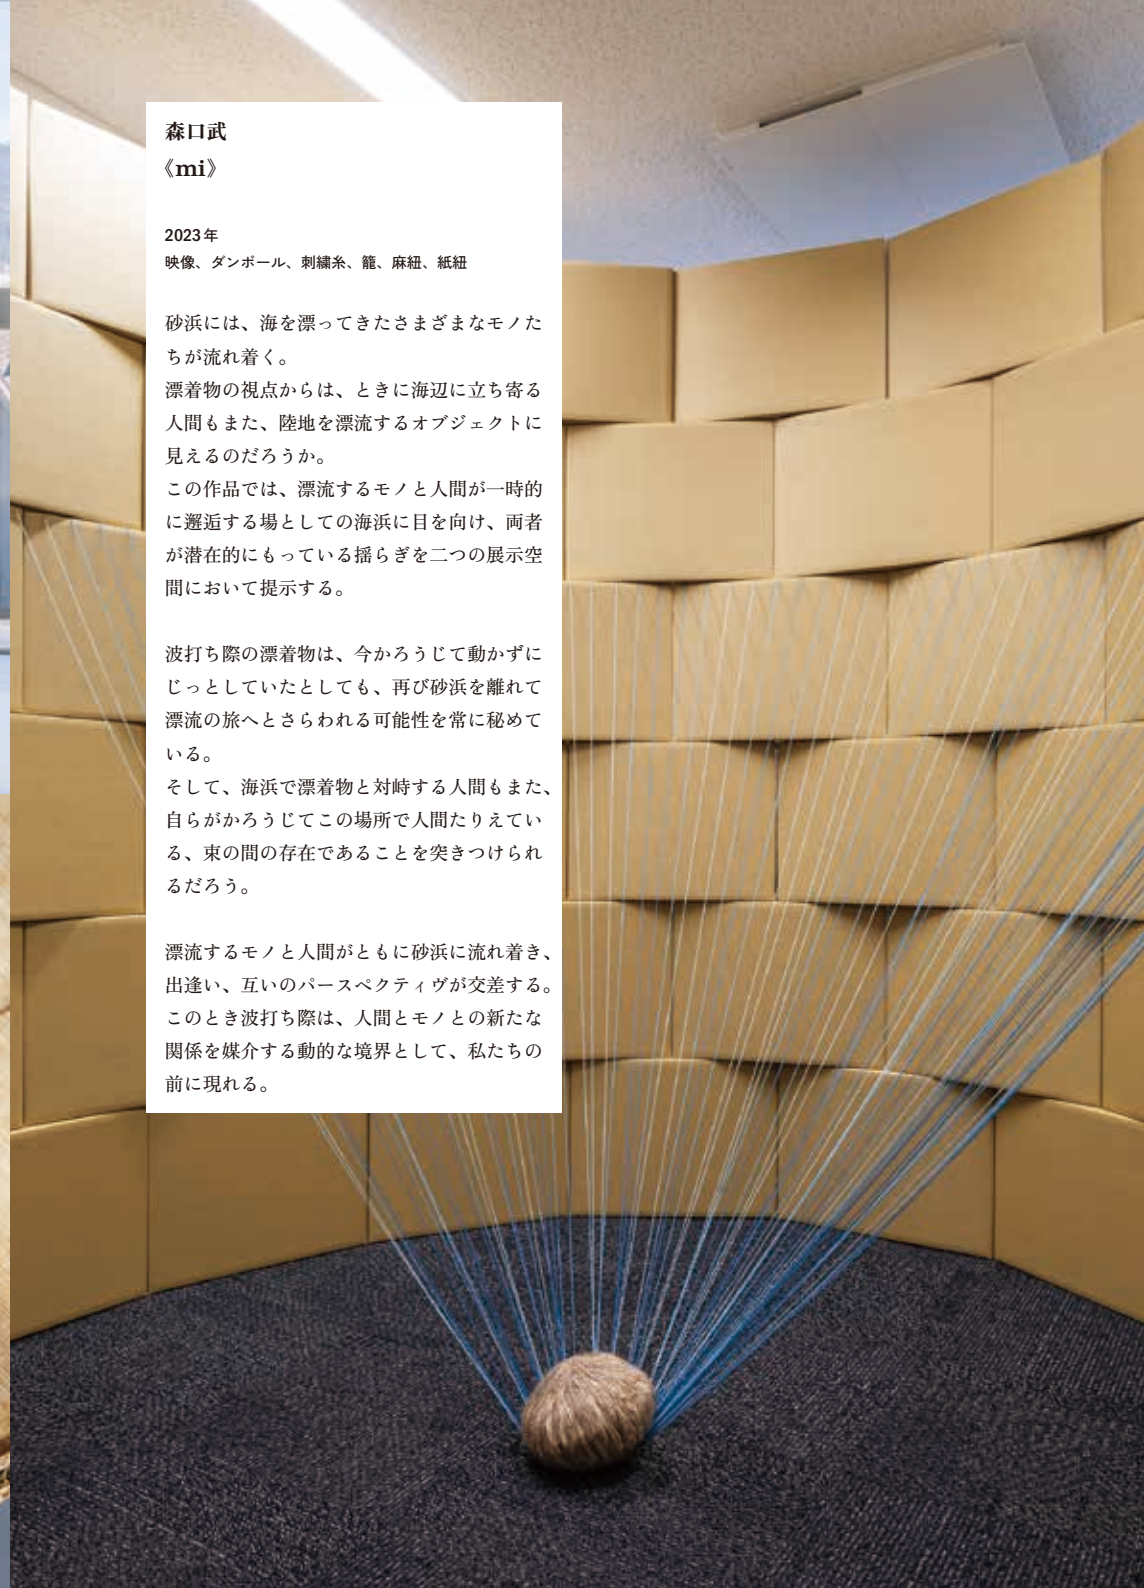 森口武
《mi》
2023年
映像、ダンボール、刺繍糸、籠、麻紐、紙紐
砂浜には、海を漂ってきたさまざまなモノた
ちが流れ着く。
漂着物の視点からは、ときに海辺に立ち寄る
人間もまた、陸地を漂流するオブジェクトに
見えるのだろうか。
この作品では、漂流するモノと人間が一時的
に邂逅する場としての海浜に目を向け、両者
が潜在的にもっている揺らぎを二つの展示空
間において提示する。
波打ち際の漂着物は、今かろうじて動かずに
じっとしていたとしても、再び砂浜を離れて
漂流の旅へとさらわれる可能性を常に秘めて
いる。
そして、海浜で漂着物と対峙する人間もまた、
自らがかろうじてこの場所で人間たりえてい
る、束の間の存在であることを突きつけられ
るだろう。
漂流するモノと人間がともに砂浜に流れ着き、
出逢い、互いのパースペクティヴが交差する。
このとき波打ち際は、人間とモノとの新たな
関係を媒介する動的な境界として、私たちの
前に現れる。